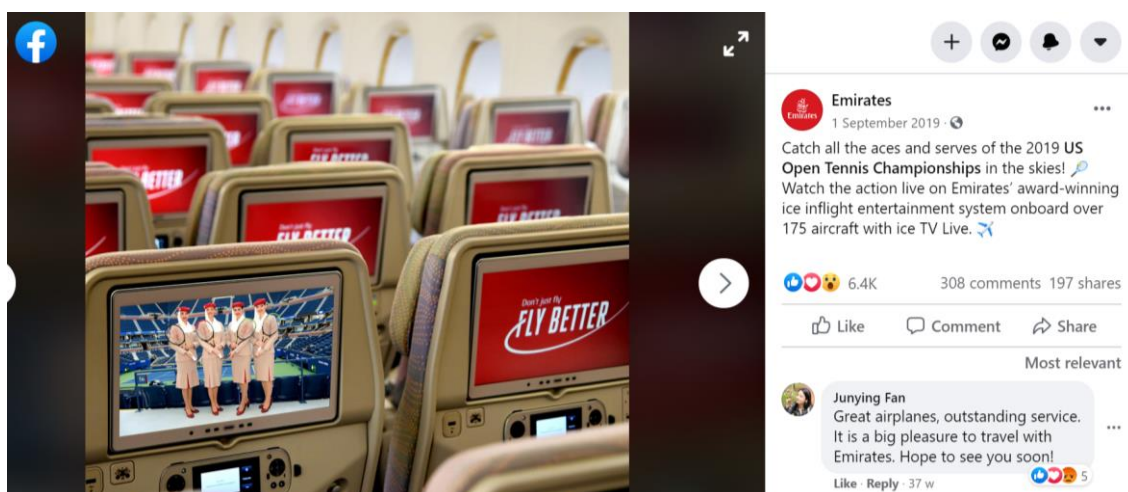 FLY BETTER
ETTER
Don't just fly
FLY BETTER
Don't just fly
FLY BETTER
Emirates
Emirates
1 September 2019 ·
Catch all the aces and serves of the 2019 US
Open Tennis Championships in the skies! 🎾
Watch the action live on Emirates’ award-winning
ice inflight entertainment system onboard over
175 aircraft with ice TV Live. ✈️
6.4K
308 comments 197 shares
Like Comment Share
Most relevant
Junying Fan
Great airplanes, outstanding service.
It is a big pleasure to travel with
Emirates. Hope to see you soon!
5
Like · Reply · 37 w